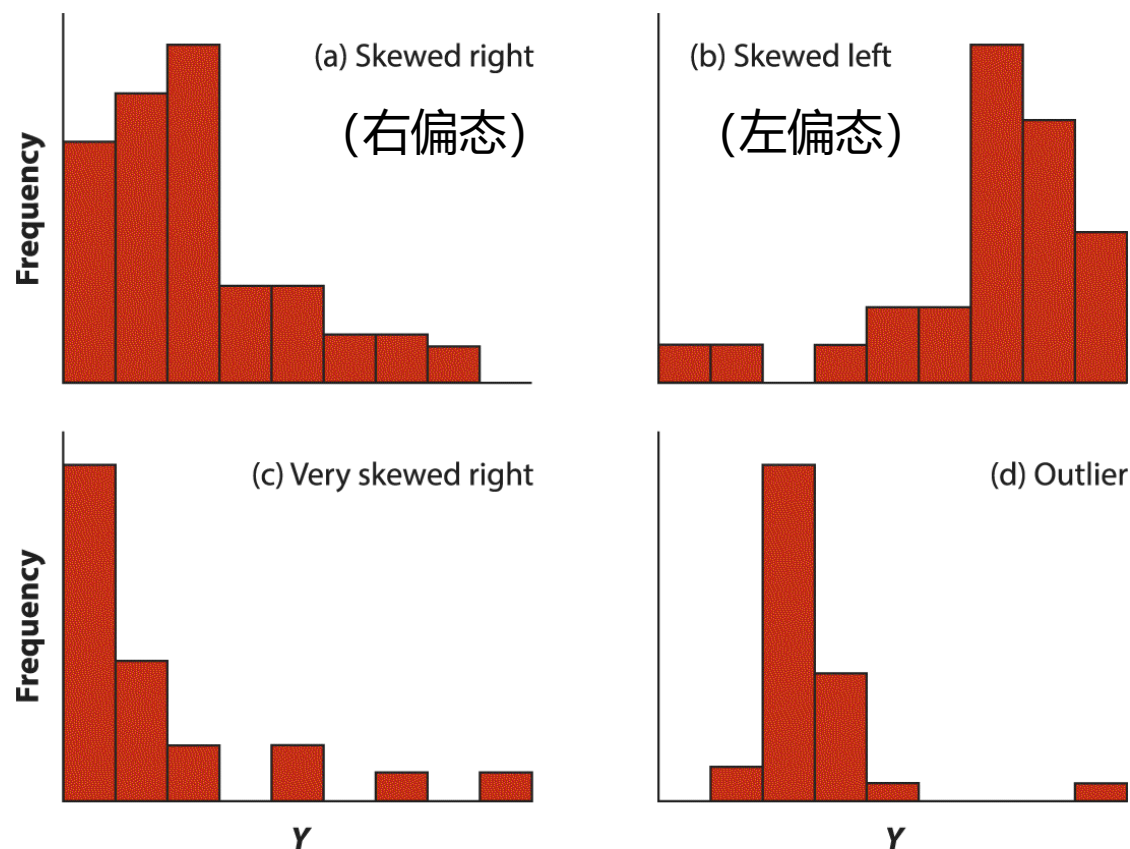 (a) Skewed right
(右偏态)
Frequency
(b) Skewed left
(左偏态)
(c) Very skewed right
Frequency
Y
(d) Outlier
Y